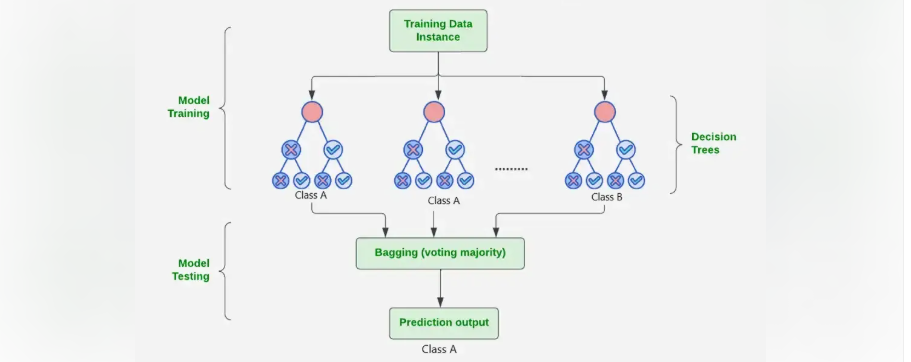 Training Data
Instance
Model
Training
Decision
Trees
.........
Class A
Class A
Class B
Bagging (voting majority)
Model
Testing
Prediction output
Class A